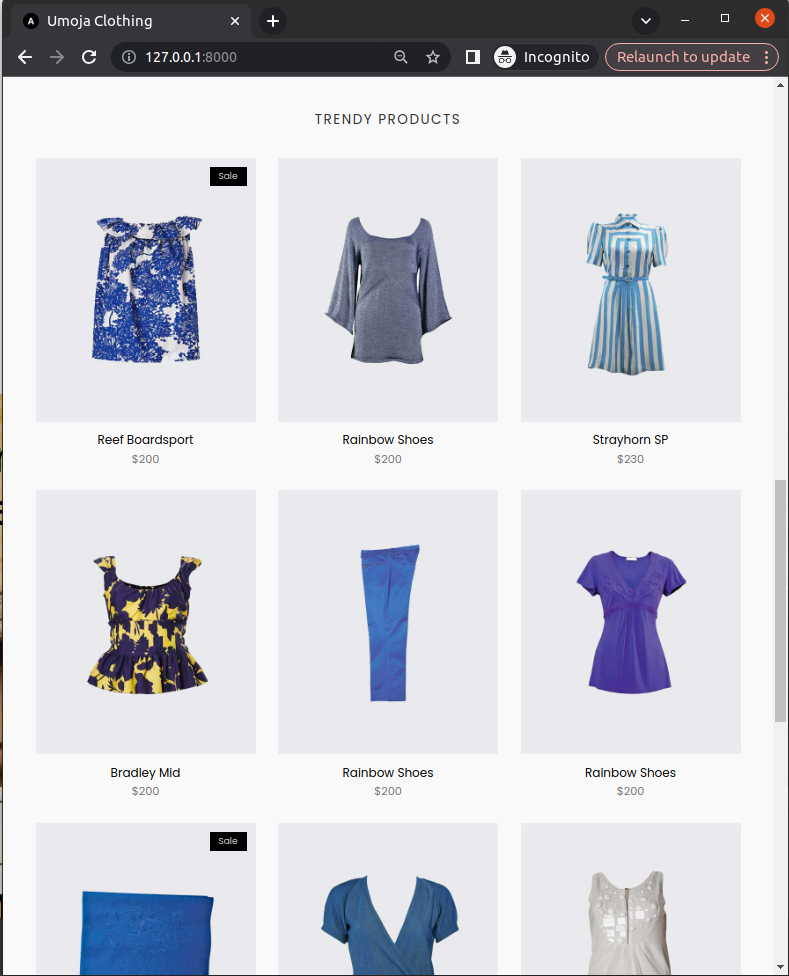 Umoja Clothing
127.0.0.1:8000
Incognito
Relaunch to update
TRENDY PRODUCTS
Sale
Reef Boardsport
$200
Rainbow Shoes
$200
Strayhorn SP
$230
Bradley Mid
$200
Rainbow Shoes
$200
Rainbow Shoes
$200
Sale